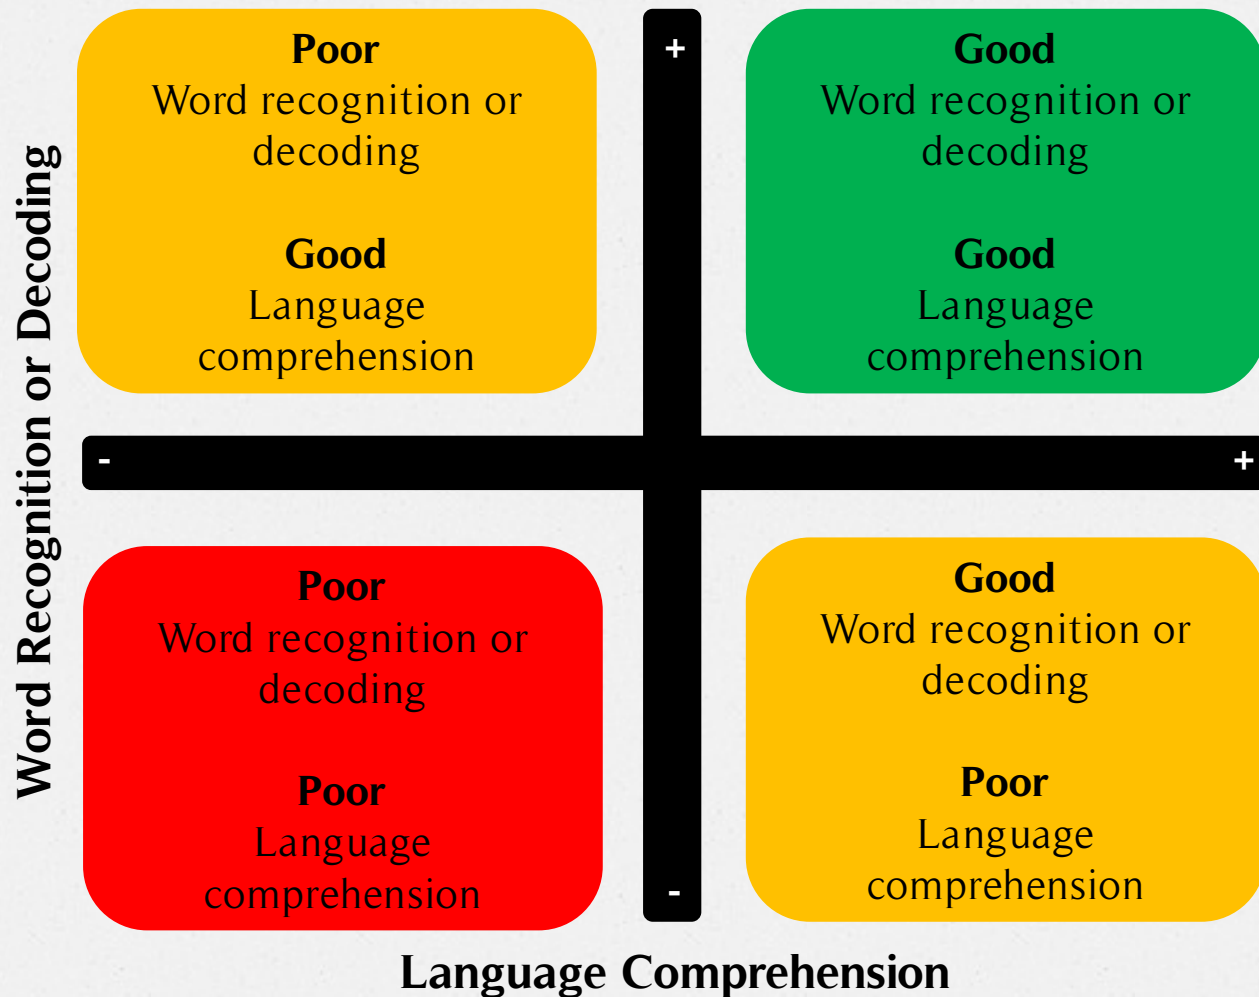 Word Recognition or Decoding
Poor
Word recognition or
decoding
Good
Language
comprehension
+
Good
Word recognition or
decoding
Good
Language
comprehension
-
+
Poor
Word recognition or
decoding
Poor
Language
comprehension
-
Good
Word recognition or
decoding
Poor
Language
comprehension
Language Comprehension